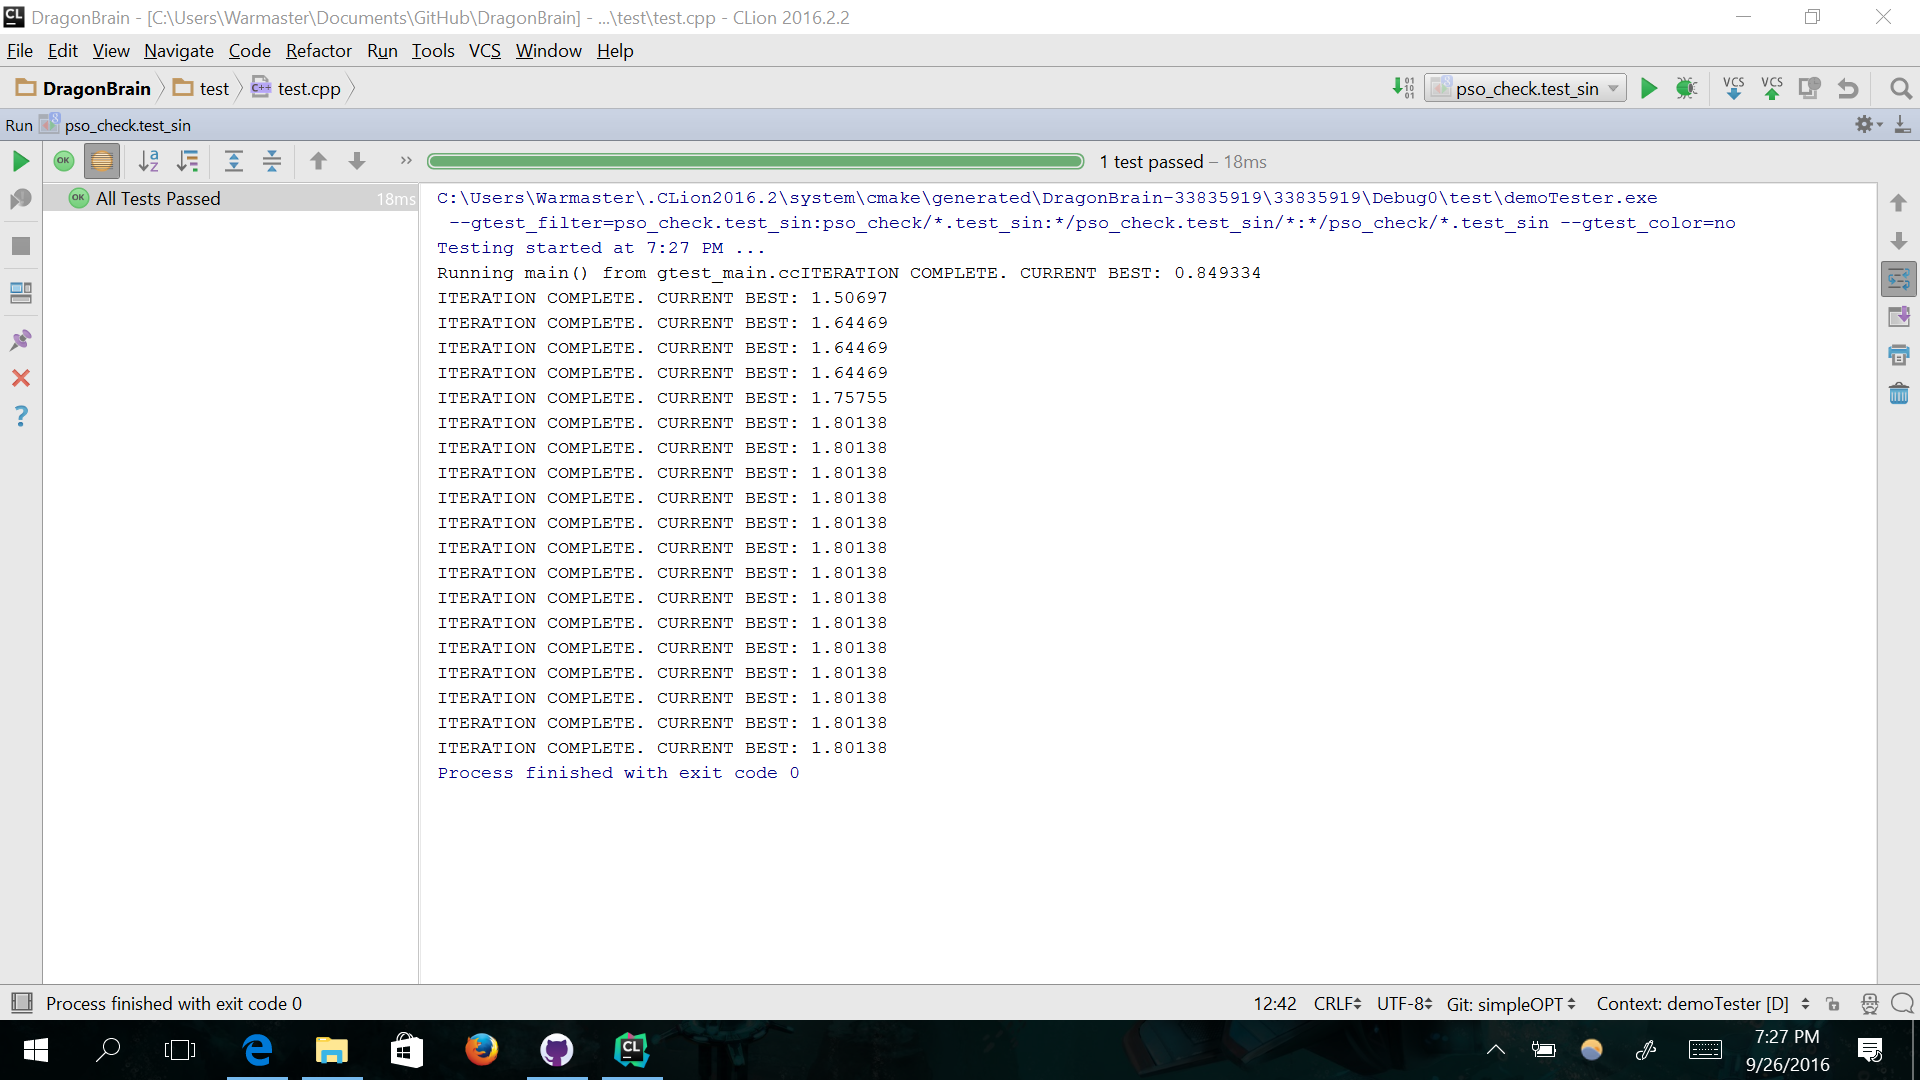 DragonBrain - [C:\Users\Warmaster\Documents\GitHub\DragonBrain] - ...\test\test.cpp - CLion 2016.2.2
File Edit View Navigate Code Refactor Run Tools VCS Window Help
DragonBrain test test.cpp pso_check.test_sin VCS VCS
Run pso_check.test_sin
1 test passed – 18ms
All Tests Passed 18ms
C:\Users\Warmaster\.CLion2016.2\system\cmake\generated\DragonBrain-33835919\33835919\Debug0\test\demoTester.exe
--gtest_filter=pso_check.test_sin:pso_check/*.test_sin:*/pso_check.test_sin/*:*/pso_check/*.test_sin --gtest_color=no
Testing started at 7:27 PM ...
Running main() from gtest_main.ccITERATION COMPLETE. CURRENT BEST: 0.849334
ITERATION COMPLETE. CURRENT BEST: 1.50697
ITERATION COMPLETE. CURRENT BEST: 1.64469
ITERATION COMPLETE. CURRENT BEST: 1.64469
ITERATION COMPLETE. CURRENT BEST: 1.64469
ITERATION COMPLETE. CURRENT BEST: 1.75755
ITERATION COMPLETE. CURRENT BEST: 1.80138
ITERATION COMPLETE. CURRENT BEST: 1.80138
ITERATION COMPLETE. CURRENT BEST: 1.80138
ITERATION COMPLETE. CURRENT BEST: 1.80138
ITERATION COMPLETE. CURRENT BEST: 1.80138
ITERATION COMPLETE. CURRENT BEST: 1.80138
ITERATION COMPLETE. CURRENT BEST: 1.80138
ITERATION COMPLETE. CURRENT BEST: 1.80138
ITERATION COMPLETE. CURRENT BEST: 1.80138
ITERATION COMPLETE. CURRENT BEST: 1.80138
ITERATION COMPLETE. CURRENT BEST: 1.80138
ITERATION COMPLETE. CURRENT BEST: 1.80138
ITERATION COMPLETE. CURRENT BEST: 1.80138
ITERATION COMPLETE. CURRENT BEST: 1.80138
Process finished with exit code 0
Process finished with exit code 0 12:42 CRLF UTF-8 Git: simpleOPT Context: demoTester [D]
7:27 PM
9/26/2016